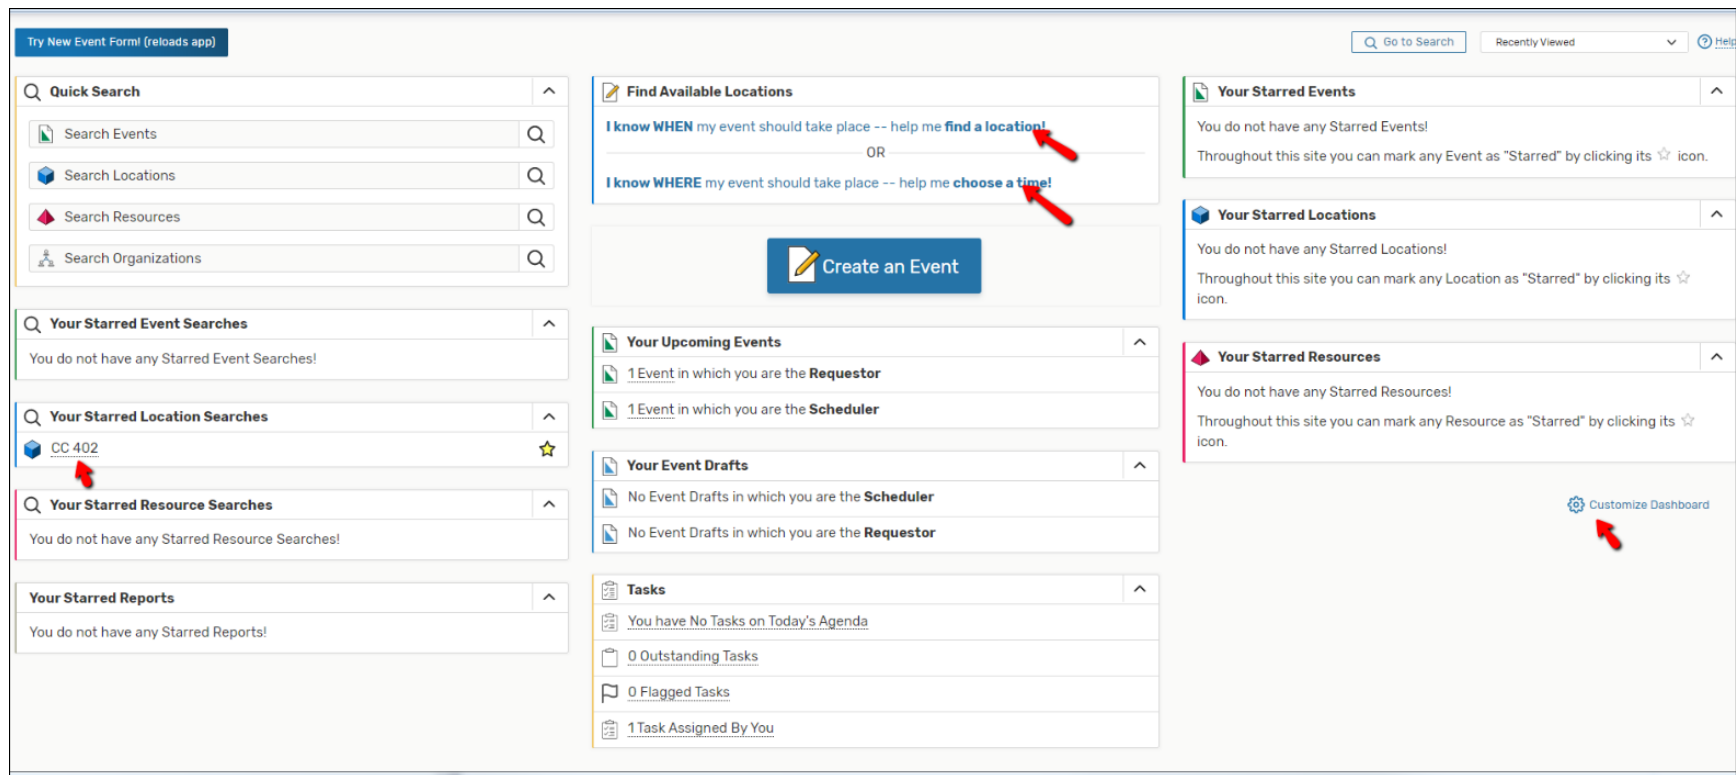 Try New Event Form! (reloads app)
Go to Search
Recently Viewed
Help
Quick Search
Search Events
Search Locations
Search Resources
Search Organizations
Your Starred Event Searches
You do not have any Starred Event Searches!
Your Starred Location Searches
CC 402
Your Starred Resource Searches
You do not have any Starred Resource Searches!
Your Starred Reports
You do not have any Starred Reports!
Find Available Locations
I know WHEN my event should take place -- help me find a location!
OR
I know WHERE my event should take place -- help me choose a time!
Create an Event
Your Upcoming Events
1 Event in which you are the Requestor
1 Event in which you are the Scheduler
Your Event Drafts
No Event Drafts in which you are the Scheduler
No Event Drafts in which you are the Requestor
Tasks
You have No Tasks on Today's Agenda
0 Outstanding Tasks
0 Flagged Tasks
1 Task Assigned By You
Your Starred Events
You do not have any Starred Events!
Throughout this site you can mark any Event as "Starred" by clicking its icon.
Your Starred Locations
You do not have any Starred Locations!
Throughout this site you can mark any Location as "Starred" by clicking its
icon.
Your Starred Resources
You do not have any Starred Resources!
Throughout this site you can mark any Resource as "Starred" by clicking its
icon.
Customize Dashboard